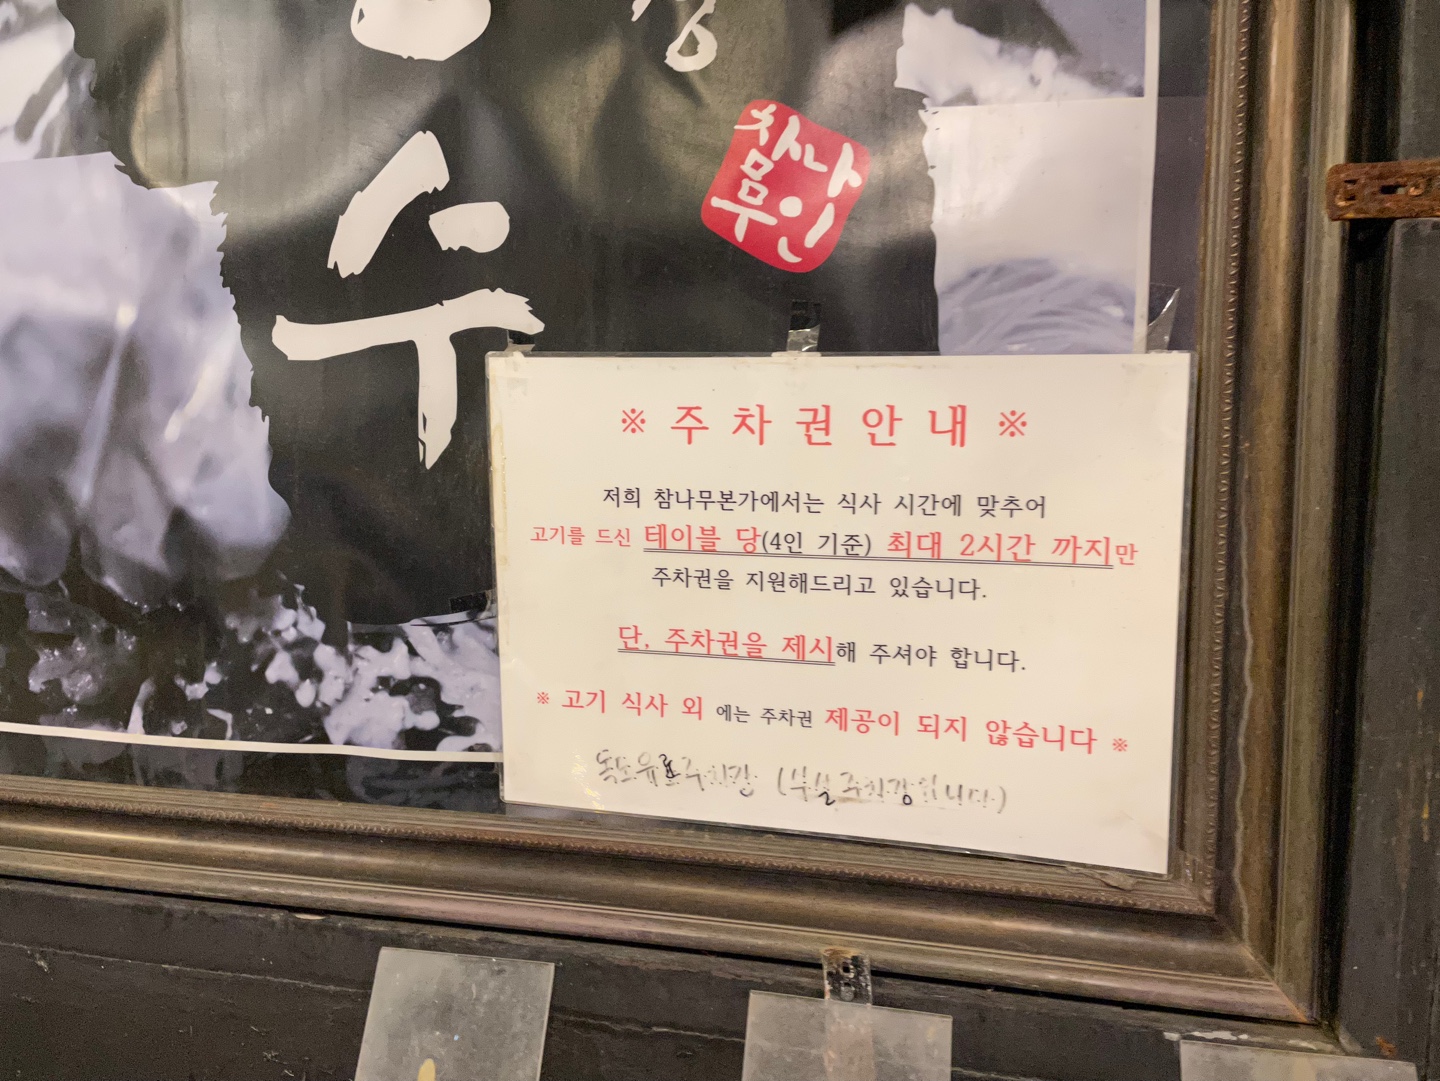 수
참나무인
※ 주 차 권 안 내 ※
저희 참나무본가에서는 식사 시간에 맞추어
고기를 드신 테이블 당(4인 기준) 최대 2시간 까지만
주차권을 지원해드리고 있습니다.
단, 주차권을 제시해 주셔야 합니다.
※ 고기 식사 외 에는 주차권 제공이 되지 않습니다 ※